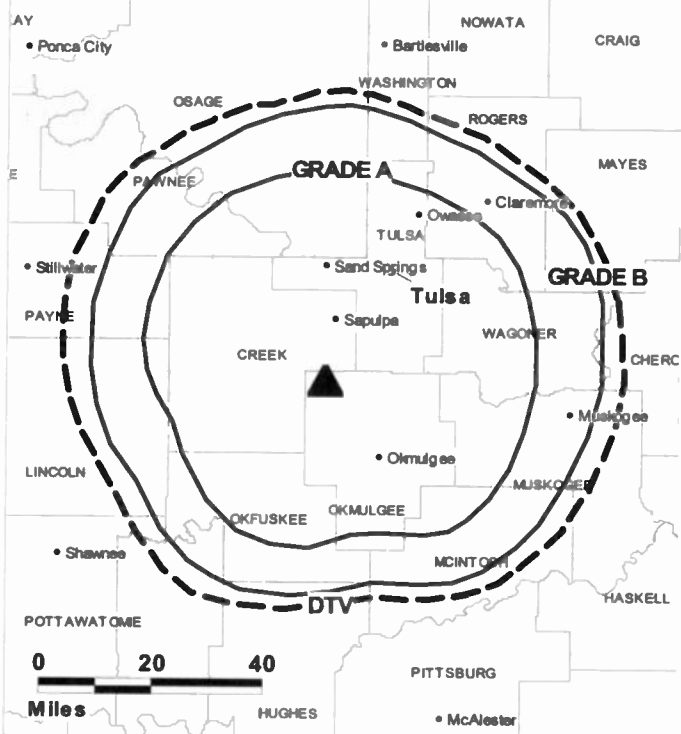 AY
NOWATA
Ponca City
Bartlesville
CRAIG
WASHINGTON
OSAGE
ROGERS
MAYES
E
GRADE A
PAWNEE
Claremore
Owasso
TULSA
Stillwater
Sand Springs
GRADE B
Tulsa
PAYNE
Sapulpa
WAGONER
CREEK
CHERC
Muskogee
Okmulgee
LINCOLN
MUSKOGEE
OKMULGEE
OKFUSKEE
Shawnee
MCINTOSH
HASKELL
DTV
POTTAWATOMIE
0 20 40
PITTSBURG
Miles
HUGHES
McAlester